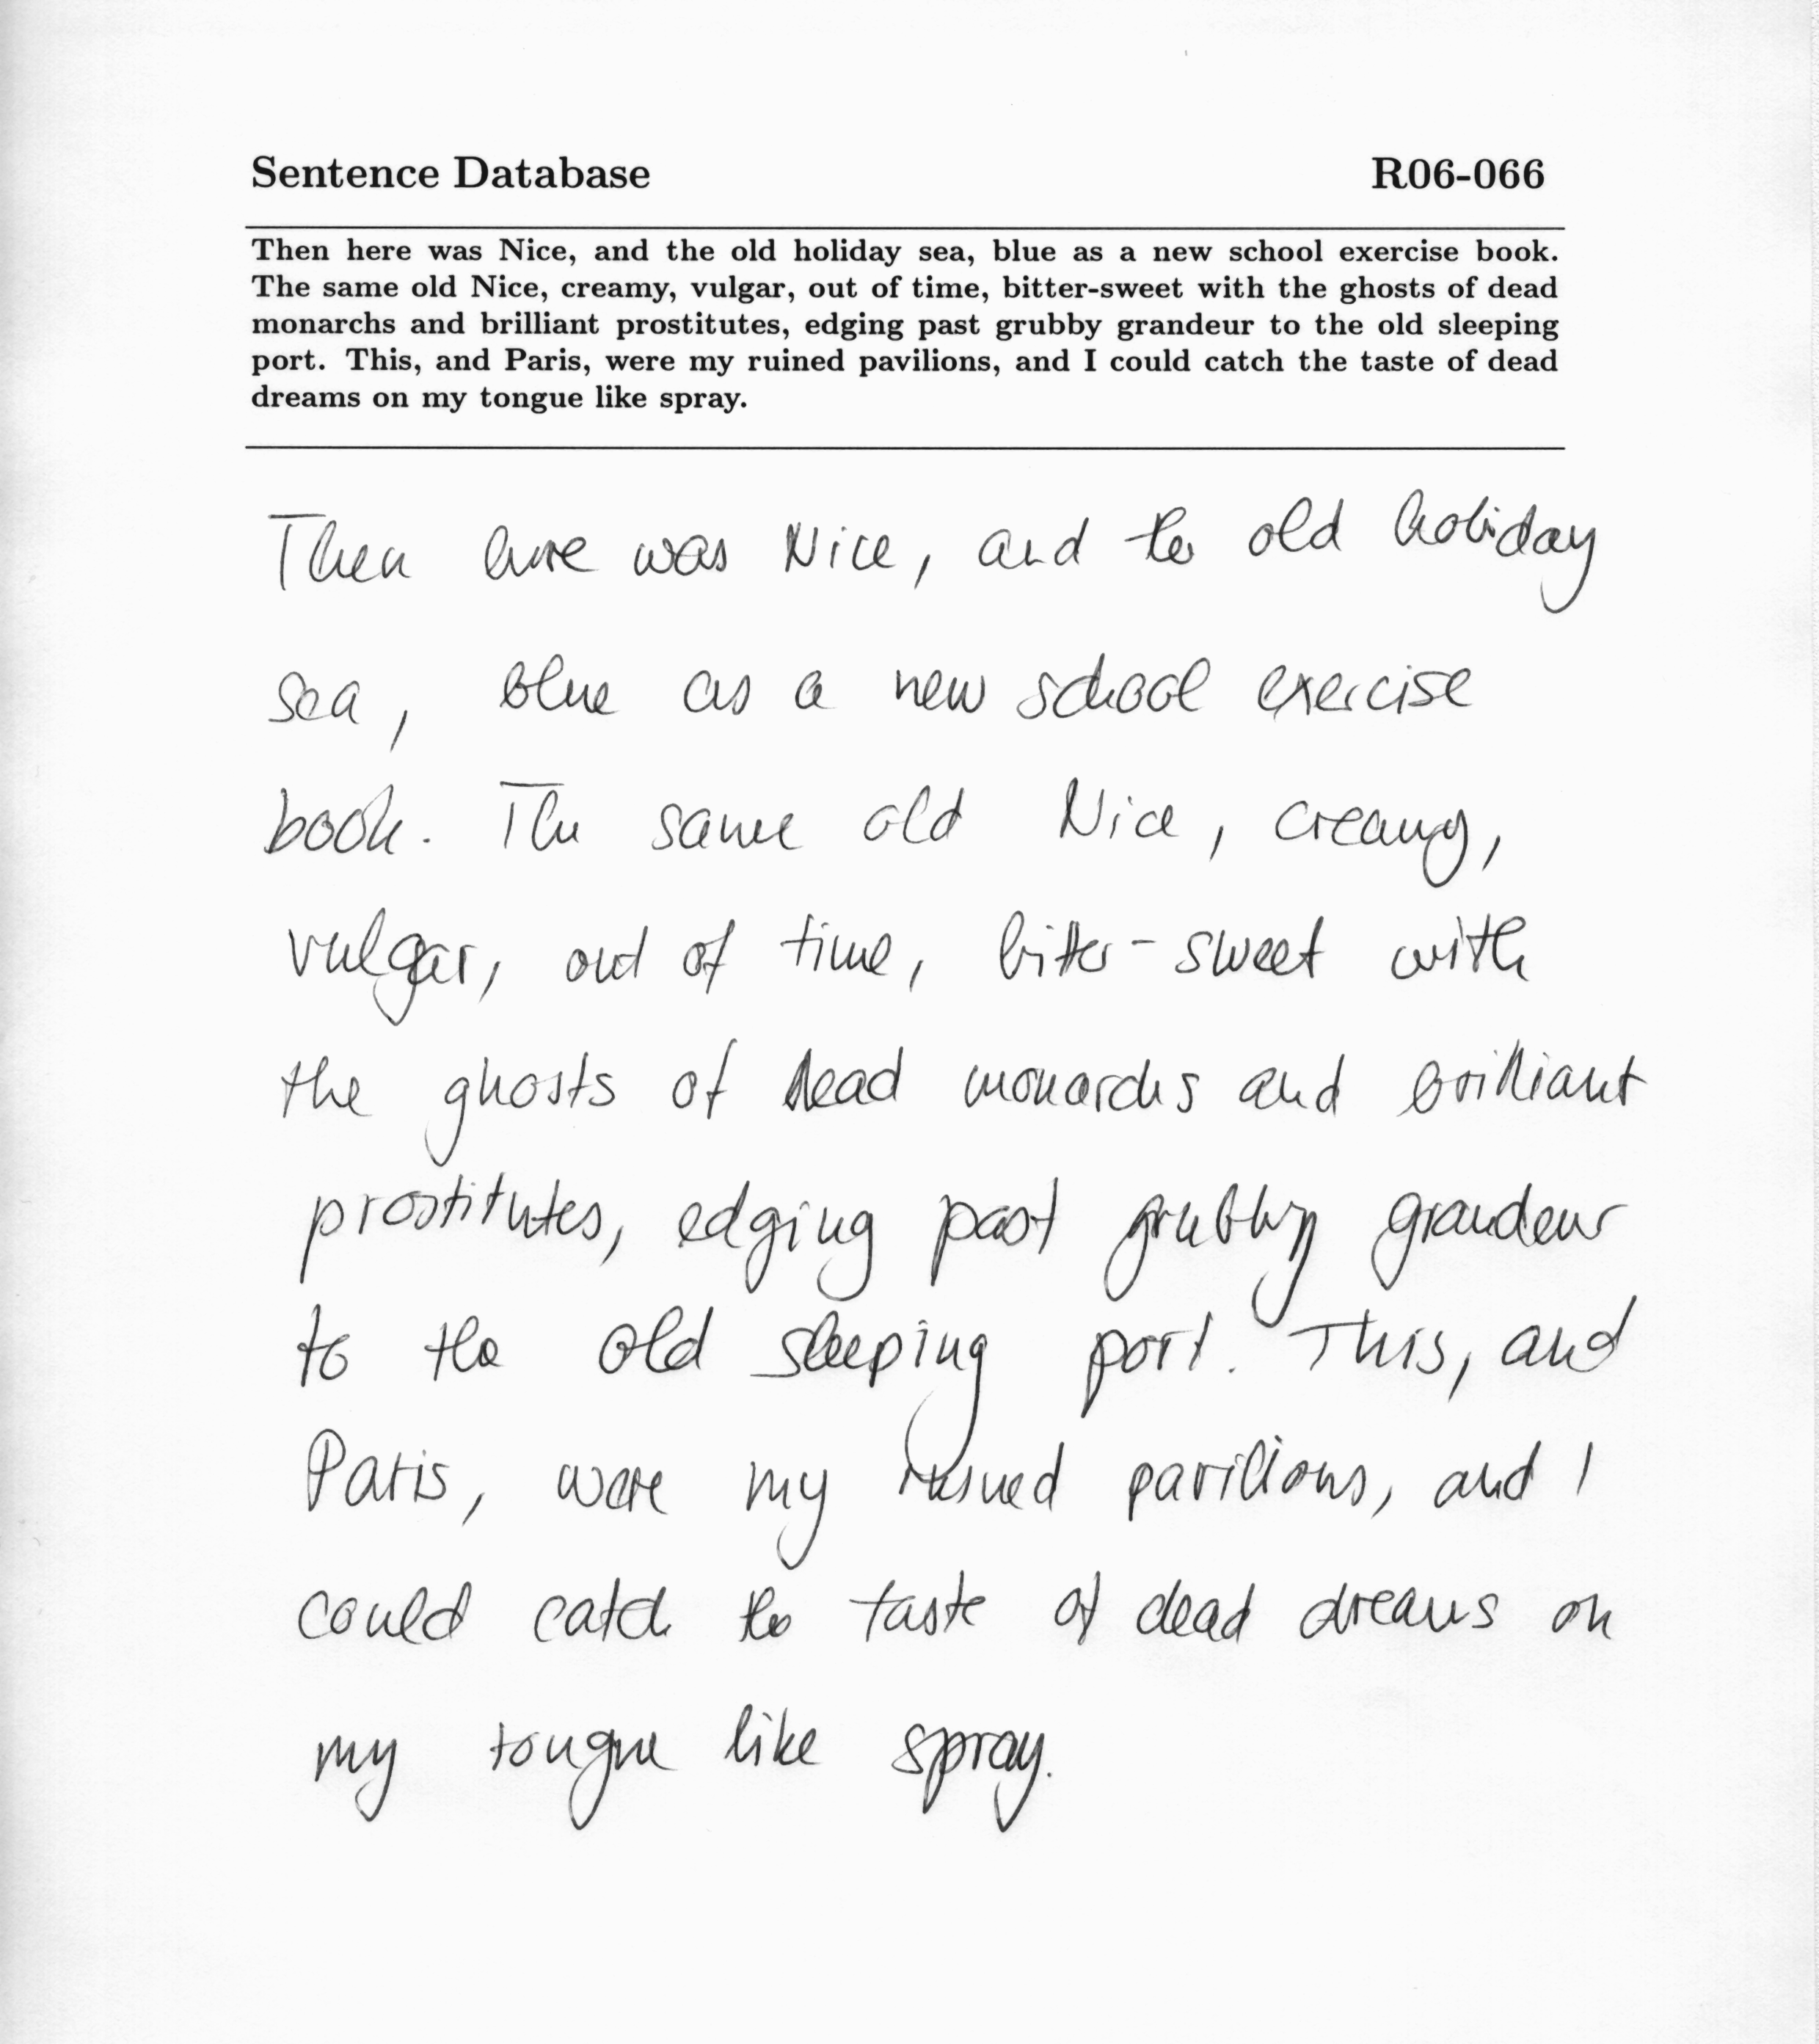 Sentence Database R06-066
Then here was Nice, and the old holiday sea, blue as a new school exercise book.
The same old Nice, creamy, vulgar, out of time, bitter-sweet with the ghosts of dead
monarchs and brilliant prostitutes, edging past grubby grandeur to the old sleeping
port. This, and Paris, were my ruined pavilions, and I could catch the taste of dead
dreams on my tongue like spray.
Then here was Nice, and the old holiday
sea, blue as a new school exercise
book. The same old Nice, creamy,
vulgar, out of time, bitter-sweet with
the ghosts of dead monarchs and brilliant
prostitutes, edging past grubby grandeur
to the old sleeping port. This, and
Paris, were my ruined pavilions, and I
could catch the taste of dead dreams on
my tongue like spray.